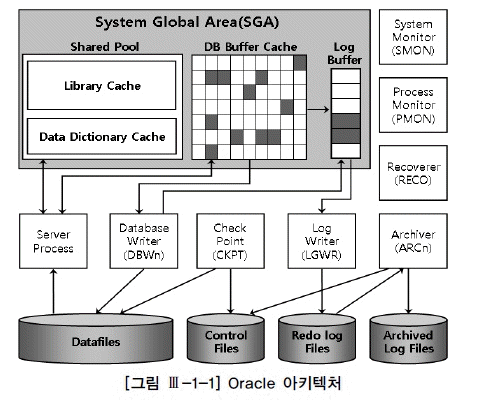 System Global Area(SGA)
Shared Pool
DB Buffer Cache
Log
Buffer
Library Cache
Data Dictionary Cache
System
Monitor
(SMON)
Process
Monitor
(PMON)
Recoverer
(RECO)
Server
Process
Database
Writer
(DBWn)
Check
Point
(CKPT)
Log
Writer
(LGWR)
Archiver
(ARCn)
Datafiles
Control
Files
Redo log
Files
Archived
Log Files
[그림 Ⅲ-1-1] Oracle 아키텍처